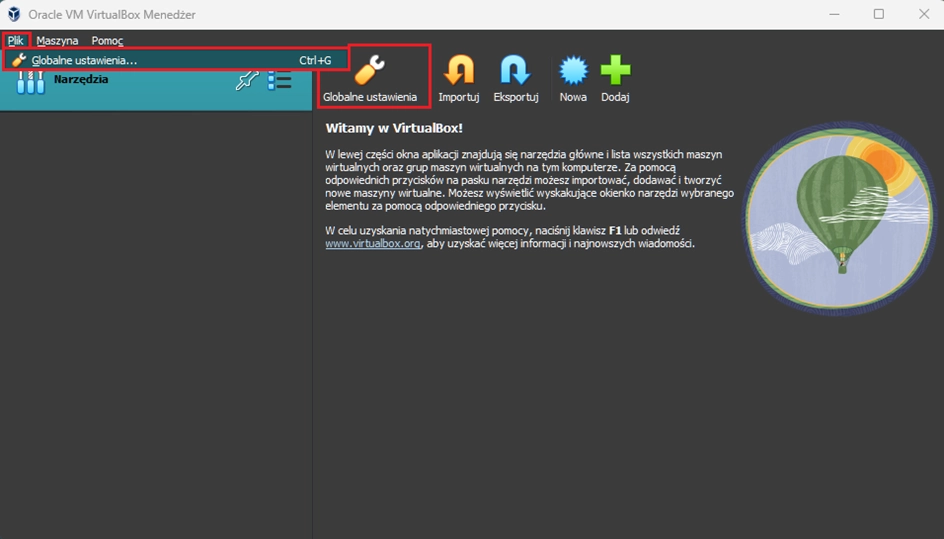 Oracle VM VirtualBox Menedżer
Plik Maszyna Pomoc
Globalne ustawienia... Ctrl+G
Narzędzia
Globalne ustawienia Importuj Eksportuj Nowa Dodaj
Witamy w VirtualBox!
W lewej części okna aplikacji znajdują się narzędzia główne i lista wszystkich maszyn
wirtualnych oraz grup maszyn wirtualnych na tym komputerze. Za pomocą
odpowiednich przycisków na pasku narzędzi możesz importować, dodawać i tworzyć
nowe maszyny wirtualne. Możesz wyświetlić wyskakujące okienko narzędzi wybranego
elementu za pomocą odpowiedniego przycisku.
W celu uzyskania natychmiastowej pomocy, naciśnij klawisz F1 lub odwiedź
www.virtualbox.org, aby uzyskać więcej informacji i najnowszych wiadomości.